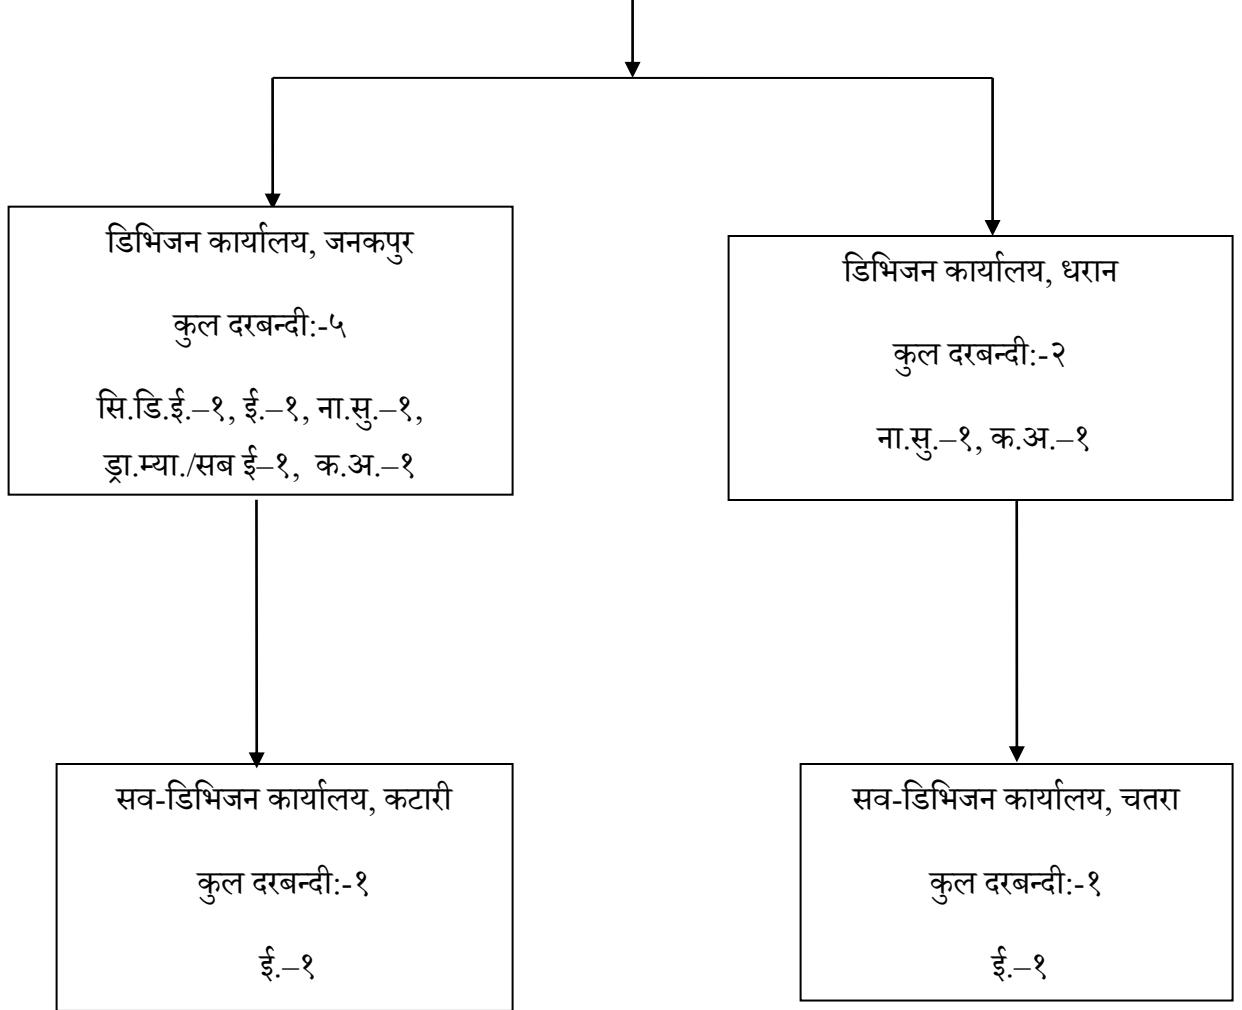 डिभिजन कार्यालय, जनकपुर
कुल दरबन्दी:-५
सि.डि.ई.–१, ई.–१, ना.सु.–१,
ड्रा.म्या./सब ई–१, क.अ.–१
डिभिजन कार्यालय, धरान
कुल दरबन्दी:-२
ना.सु.–१, क.अ.–१
सव-डिभिजन कार्यालय, कटारी
कुल दरबन्दी:-१
ई.–१
सव-डिभिजन कार्यालय, चतरा
कुल दरबन्दी:-१
ई.–१